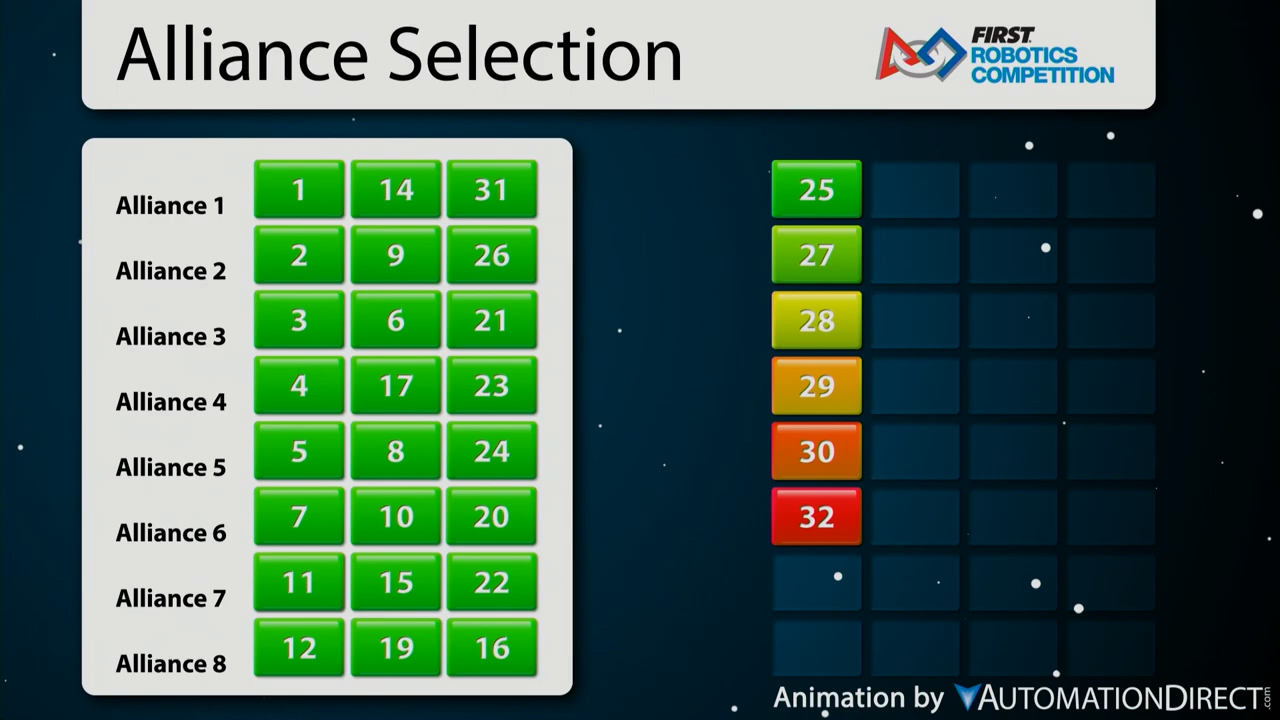 Alliance Selection
FIRST
ROBOTICS
COMPETITION
Alliance 1 1 14 31
Alliance 2 2 9 26
Alliance 3 3 6 21
Alliance 4 4 17 23
Alliance 5 5 8 24
Alliance 6 7 10 20
Alliance 7 11 15 22
Alliance 8 12 19 16
25
27
28
29
30
32
Animation by AUTOMATIONDIRECT.com